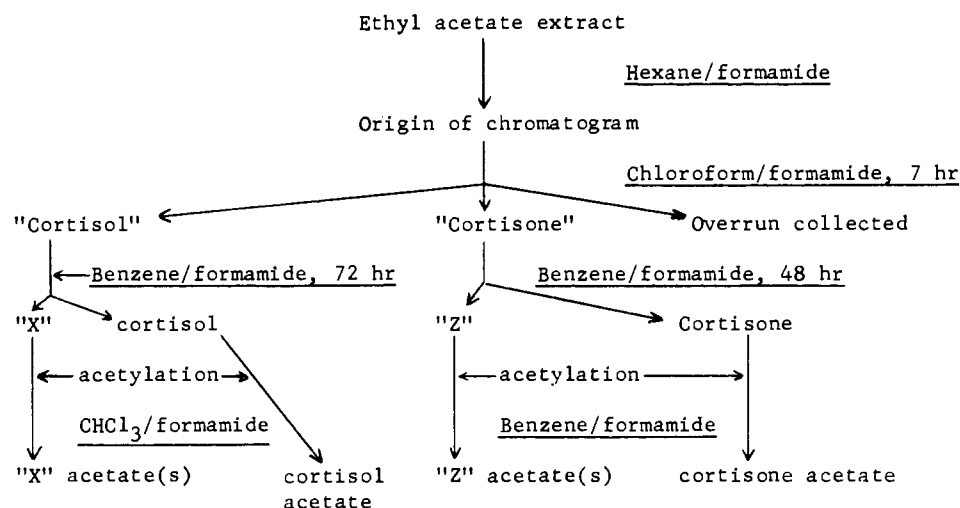 Ethyl acetate extract
Hexane/formamide
Origin of chromatogram
Chloroform/formamide, 7 hr
"Cortisol" "Cortisone" Overrun collected
Benzene/formamide, 72 hr Benzene/formamide, 48 hr
"X" cortisol "Z" Cortisone
acetylation acetylation
CHCl3/formamide Benzene/formamide
"X" acetate(s) cortisol "Z" acetate(s) cortisone acetate
acetate